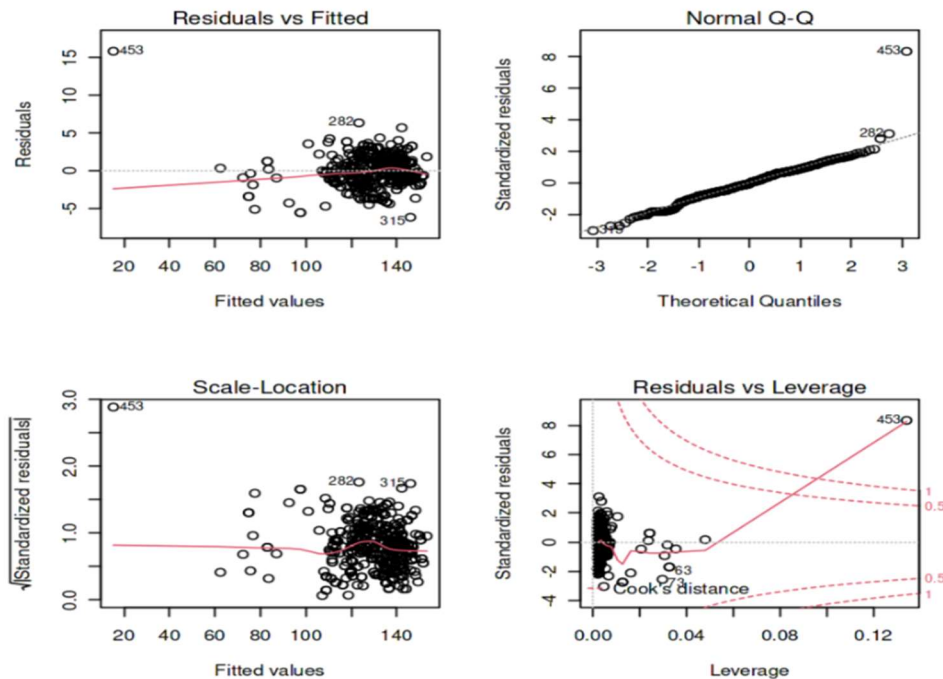 Residuals vs Fitted
Residuals
15
10
5
0
-5
453
282
315
20 40 60 80 100 140
Fitted values
Normal Q-Q
Standardized residuals
8
6
4
2
0
-2
453
282
-3 -2 -1 0 1 2 3
Theoretical Quantiles
Scale-Location
√|Standardized residuals|
3.0
2.0
1.0
0.0
453
282
315
20 40 60 80 100 140
Fitted values
Residuals vs Leverage
Standardized residuals
8
6
4
2
0
-2
-4
453
1
0.5
63
73
Cook's distance
0.5
1
0.00 0.04 0.08 0.12
Leverage